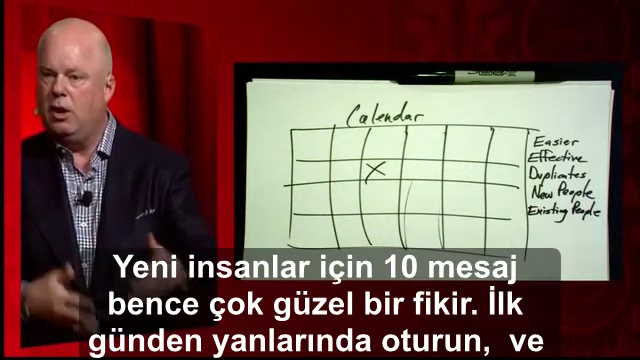 Calendar
X
Easier
Effective
Duplicates
New People
Existing People
Yeni insanlar için 10 mesaj
bence çok güzel bir fikir. İlk
günden yanlarında oturun, ve